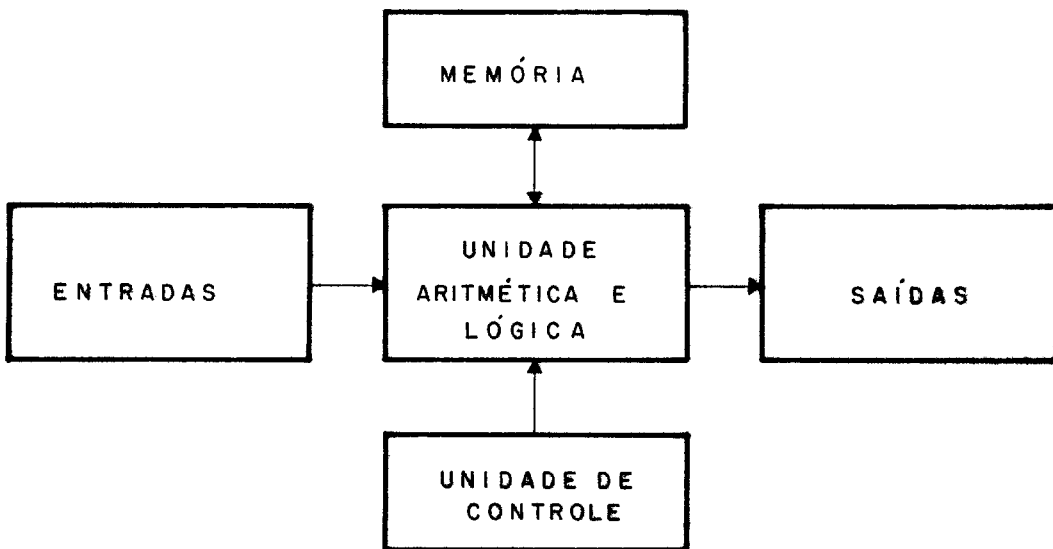 MEMÓRIA
ENTRADAS
UNIDADE
ARITMÉTICA E
LÓGICA
SAÍDAS
UNIDADE DE
CONTROLE